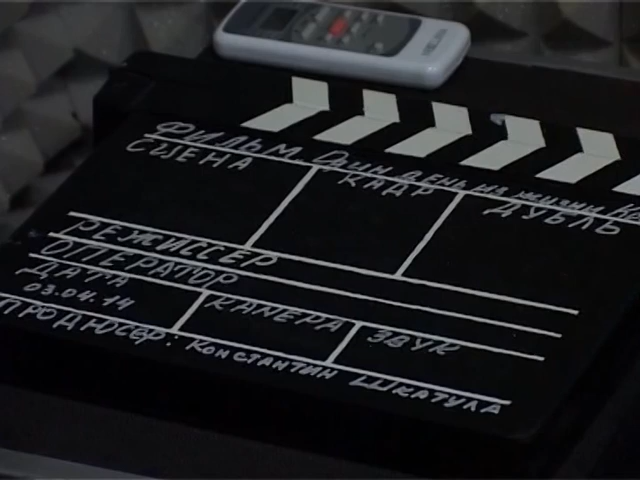 ФИЛЬМ. Один день из жизни
СЦЕНА КАДР ДУБЛЬ
РЕЖИССЕР
ОПЕРАТОР
ДАТА КАМЕРА ЗВУК
03.04.14
ПРОДЮСЕР: Константин Шкатула